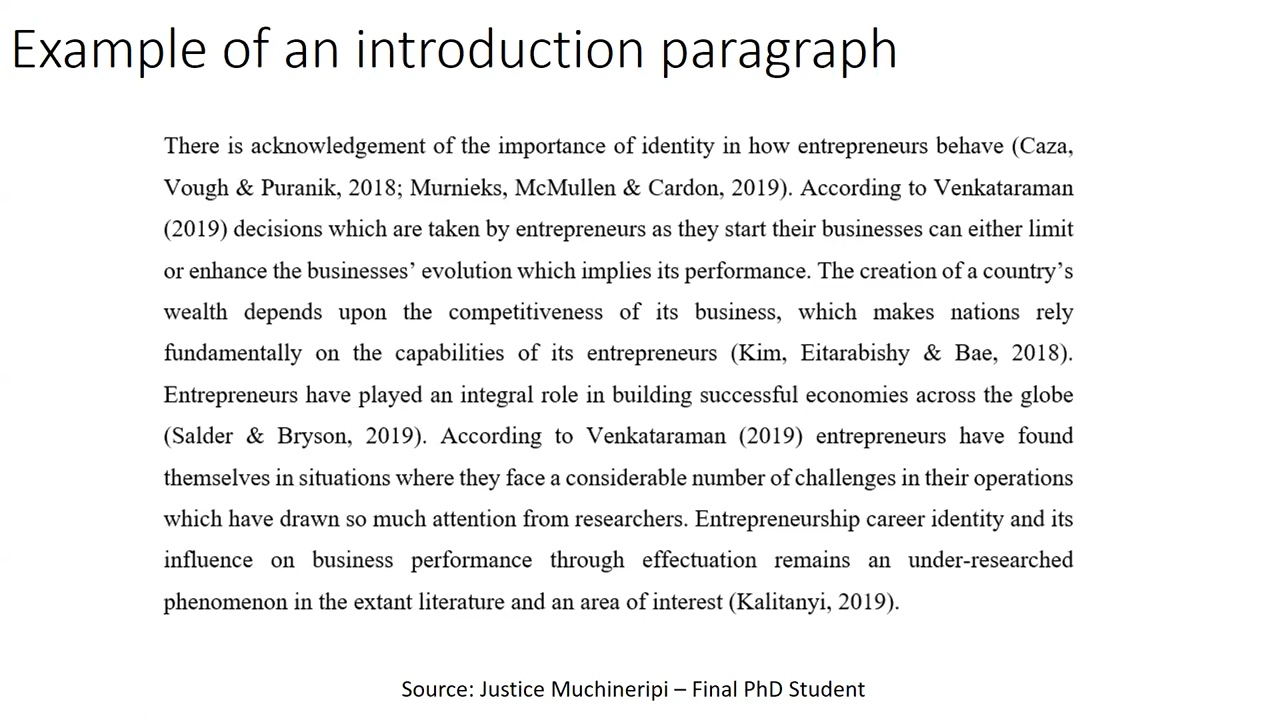 Example of an introduction paragraph
There is acknowledgement of the importance of identity in how entrepreneurs behave (Caza,
Vough & Puranik, 2018; Murnieks, McMullen & Cardon, 2019). According to Venkataraman
(2019) decisions which are taken by entrepreneurs as they start their businesses can either limit
or enhance the businesses’ evolution which implies its performance. The creation of a country’s
wealth depends upon the competitiveness of its business, which makes nations rely
fundamentally on the capabilities of its entrepreneurs (Kim, Eitarabishy & Bae, 2018).
Entrepreneurs have played an integral role in building successful economies across the globe
(Salder & Bryson, 2019). According to Venkataraman (2019) entrepreneurs have found
themselves in situations where they face a considerable number of challenges in their operations
which have drawn so much attention from researchers. Entrepreneurship career identity and its
influence on business performance through effectuation remains an under-researched
phenomenon in the extant literature and an area of interest (Kalitanyi, 2019).
Source: Justice Muchineripi – Final PhD Student